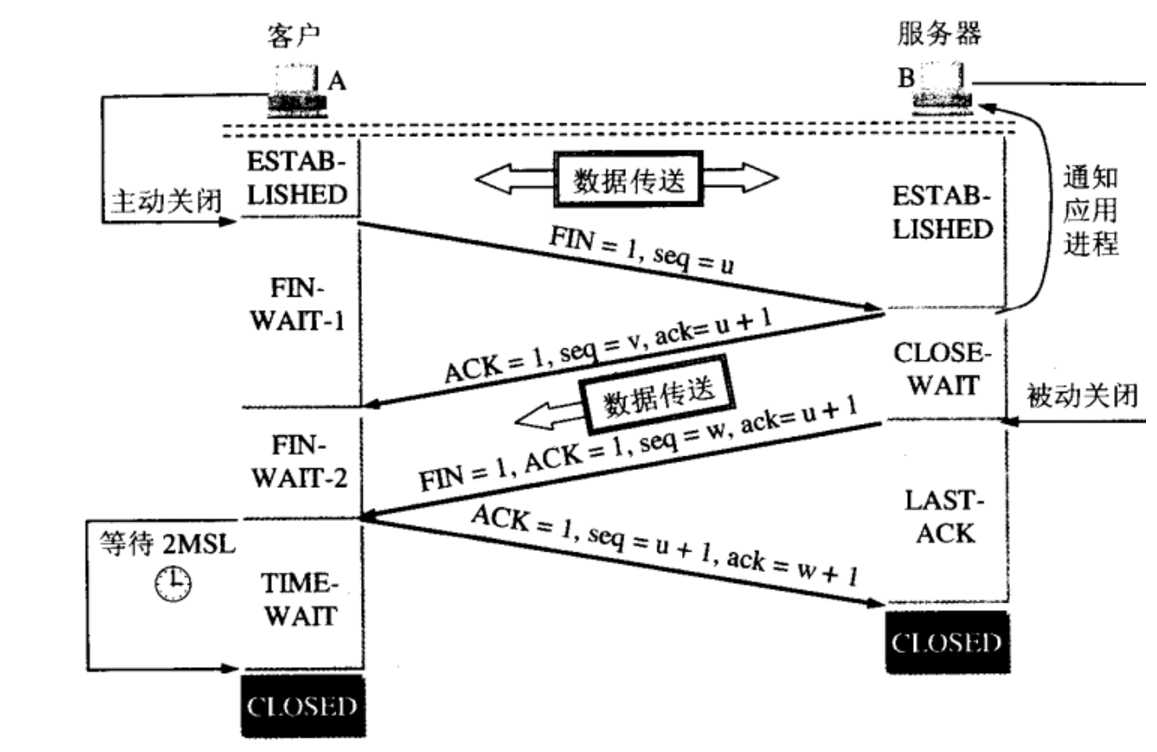 客户
服务器
A
B
ESTAB-
LISHED
数据传送
ESTAB-
LISHED
通知
应用
进程
主动关闭
FIN = 1, seq = u
FIN-
WAIT-1
ACK = 1, seq = v, ack= u + 1
CLOSE-
WAIT
数据传送
被动关闭
FIN = 1, ACK = 1, seq = w, ack= u + 1
FIN-
WAIT-2
LAST-
ACK
ACK = 1, seq = u + 1, ack = w + 1
等待 2MSL
TIME-
WAIT
CLOSED
CLOSED